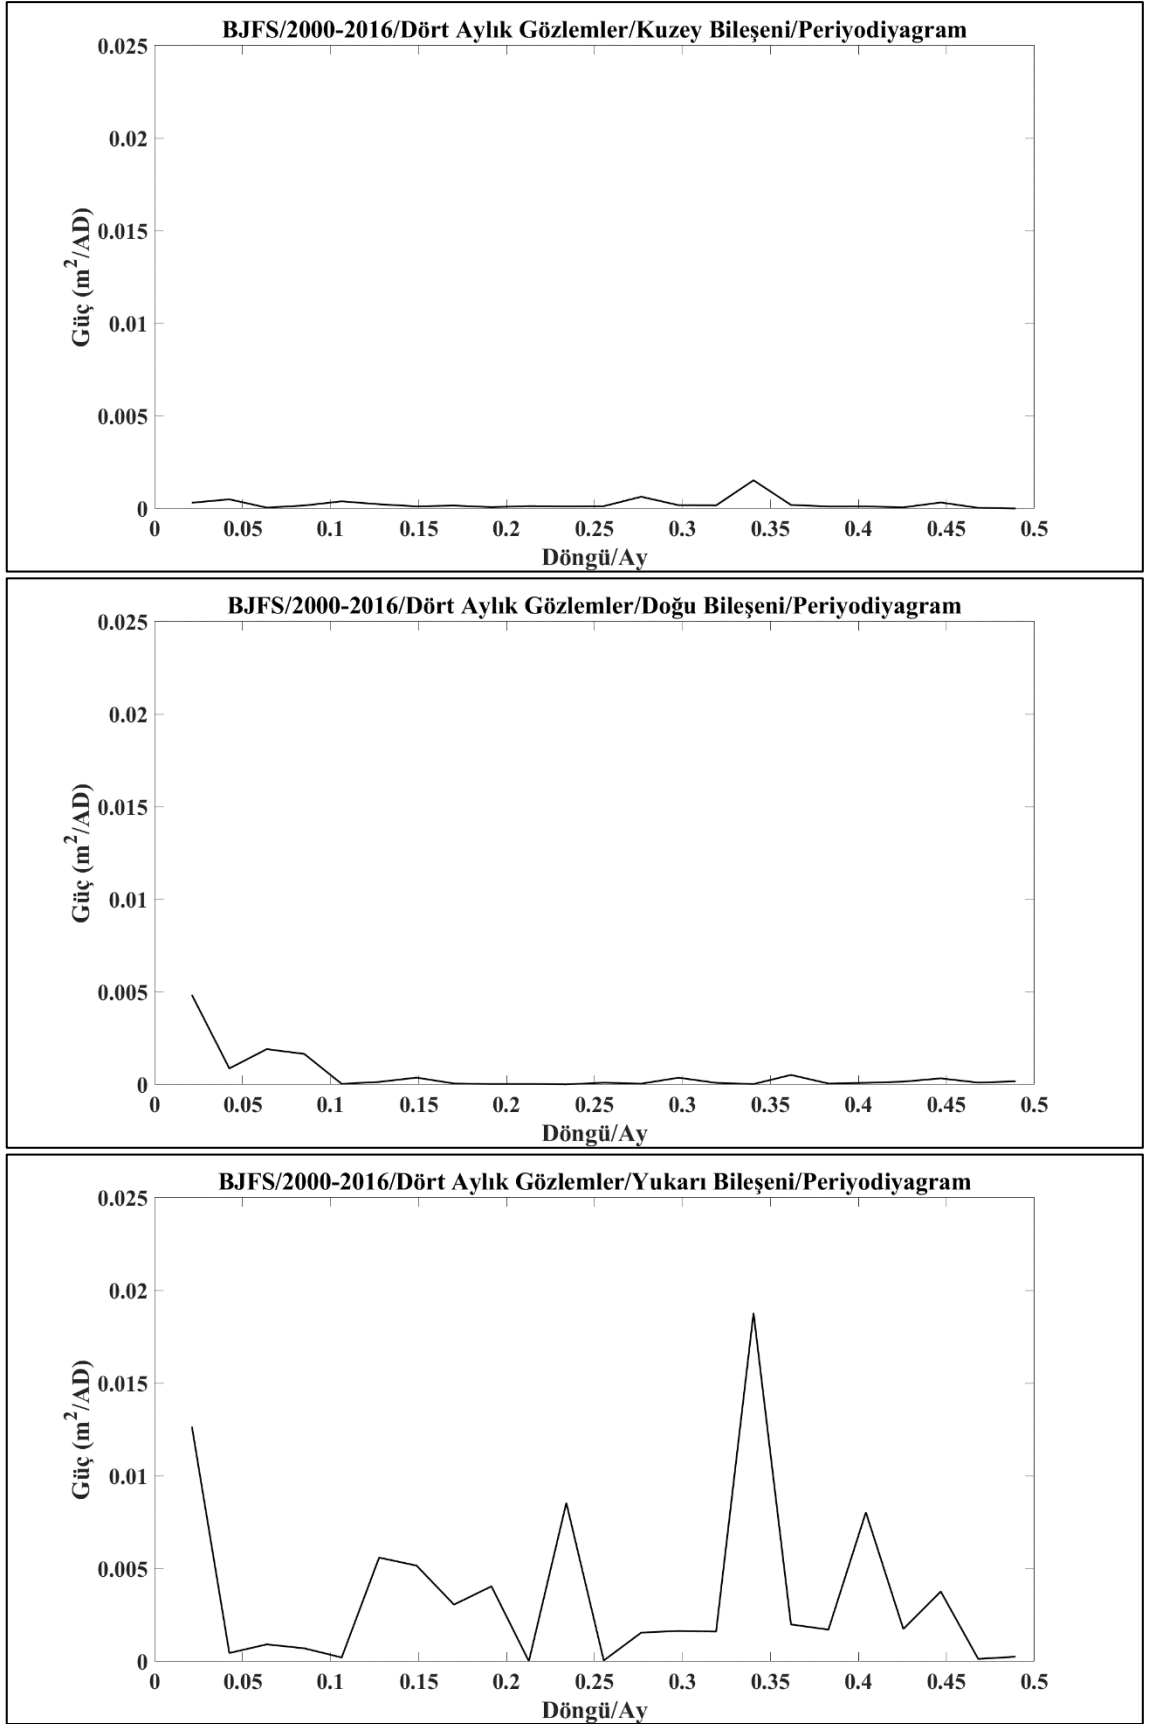 BJFS/2000-2016/Dört Aylık Gözlemler/Kuzey Bileşeni/Periyodiyagram
0.025
0.02
0.015
0.01
0.005
0
Güç (m²/AD)
0 0.05 0.1 0.15 0.2 0.25 0.3 0.35 0.4 0.45 0.5
Döngü/Ay
BJFS/2000-2016/Dört Aylık Gözlemler/Doğu Bileşeni/Periyodiyagram
0.025
0.02
0.015
0.01
0.005
0
Güç (m²/AD)
0 0.05 0.1 0.15 0.2 0.25 0.3 0.35 0.4 0.45 0.5
Döngü/Ay
BJFS/2000-2016/Dört Aylık Gözlemler/Yukarı Bileşeni/Periyodiyagram
0.025
0.02
0.015
0.01
0.005
0
Güç (m²/AD)
0 0.05 0.1 0.15 0.2 0.25 0.3 0.35 0.4 0.45 0.5
Döngü/Ay